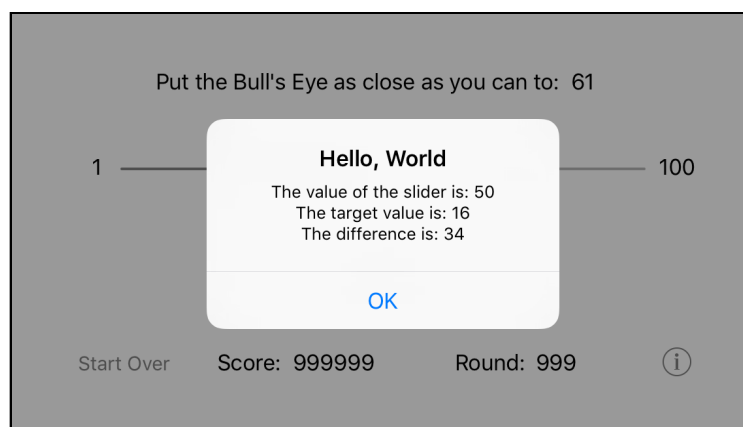 Put the Bull's Eye as close as you can to: 61
Hello, World
1 100
The value of the slider is: 50
The target value is: 16
The difference is: 34
OK
Start Over Score: 999999 Round: 999 i